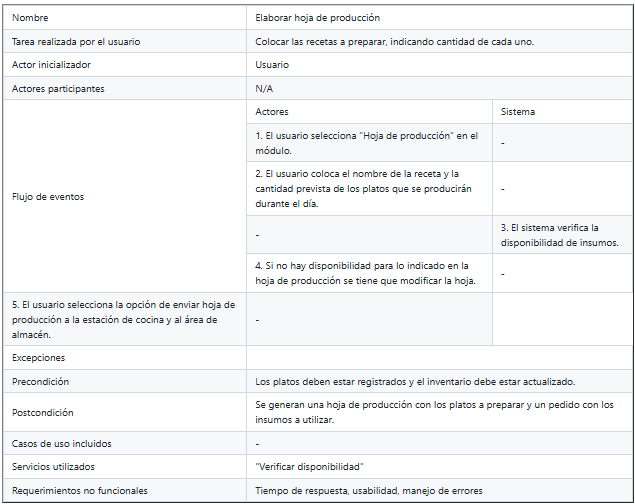 Nombre
Elaborar hoja de producción
Tarea realizada por el usuario
Colocar las recetas a preparar, indicando cantidad de cada uno.
Actor inicializador
Usuario
Actores participantes
N/A
Flujo de eventos
Actores
Sistema
1. El usuario selecciona "Hoja de producción" en el
módulo.
-
2. El usuario coloca el nombre de la receta y la
cantidad prevista de los platos que se producirán
durante el día.
-
-
3. El sistema verifica la
disponibilidad de insumos.
4. Si no hay disponibilidad para lo indicado en la
hoja de producción se tiene que modificar la hoja.
-
5. El usuario selecciona la opción de enviar hoja de
producción a la estación de cocina y al área de
almacén.
-
Excepciones
Precondición
Los platos deben estar registrados y el inventario debe estar actualizado.
Postcondición
Se generan una hoja de producción con los platos a preparar y un pedido con los
insumos a utilizar.
Casos de uso incluidos
-
Servicios utilizados
"Verificar disponibilidad"
Requerimientos no funcionales
Tiempo de respuesta, usabilidad, manejo de errores